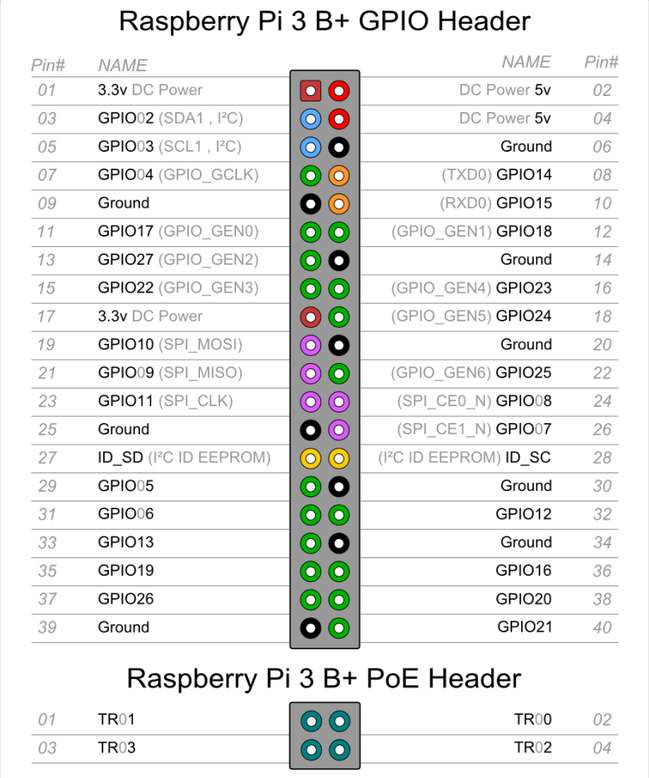 Raspberry Pi 3 B+ GPIO Header
Pin# NAME NAME Pin#
01 3.3v DC Power DC Power 5v 02
03 GPIO02 (SDA1 , I²C) DC Power 5v 04
05 GPIO03 (SCL1 , I²C) Ground 06
07 GPIO04 (GPIO_GCLK) (TXD0) GPIO14 08
09 Ground (RXD0) GPIO15 10
11 GPIO17 (GPIO_GEN0) (GPIO_GEN1) GPIO18 12
13 GPIO27 (GPIO_GEN2) Ground 14
15 GPIO22 (GPIO_GEN3) (GPIO_GEN4) GPIO23 16
17 3.3v DC Power (GPIO_GEN5) GPIO24 18
19 GPIO10 (SPI_MOSI) Ground 20
21 GPIO09 (SPI_MISO) (GPIO_GEN6) GPIO25 22
23 GPIO11 (SPI_CLK) (SPI_CE0_N) GPIO08 24
25 Ground (SPI_CE1_N) GPIO07 26
27 ID_SD (I²C ID EEPROM) (I²C ID EEPROM) ID_SC 28
29 GPIO05 Ground 30
31 GPIO06 GPIO12 32
33 GPIO13 Ground 34
35 GPIO19 GPIO16 36
37 GPIO26 GPIO20 38
39 Ground GPIO21 40
Raspberry Pi 3 B+ PoE Header
01 TR01 TR00 02
03 TR03 TR02 04